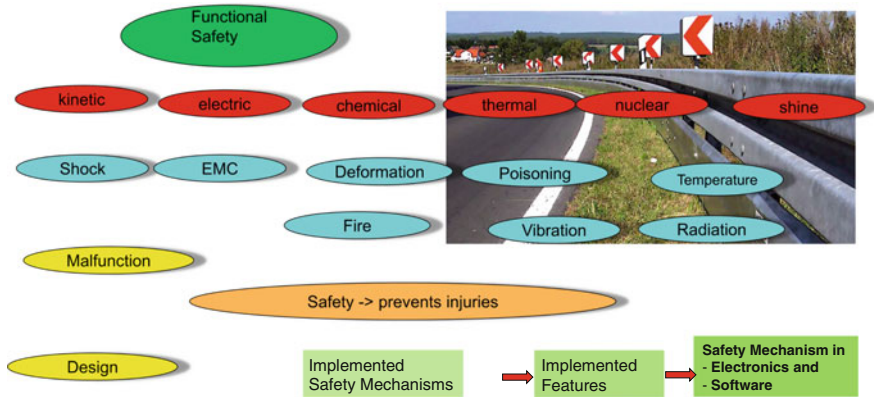 Functional
Safety
kinetic
electric
chemical
thermal
nuclear
shine
Shock
EMC
Deformation
Poisoning
Temperature
Fire
Vibration
Radiation
Malfunction
Safety -> prevents injuries
Design
Implemented
Safety Mechanisms
Implemented
Features
Safety Mechanism in
- Electronics and
- Software